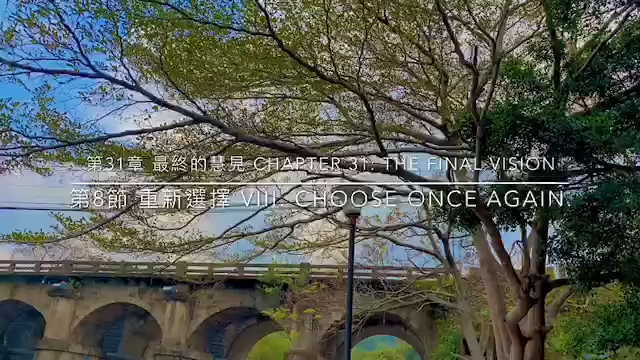 第31章 最終的慧見 CHAPTER 31: THE FINAL VISION
第8節 重新選擇 VIII. CHOOSE ONCE AGAIN